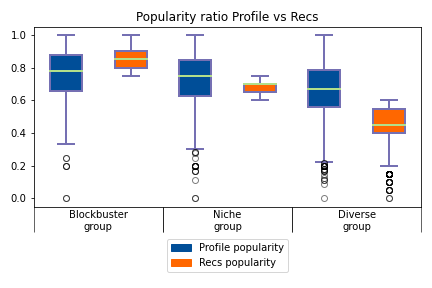 Popularity ratio Profile vs Recs
1.0
0.8
0.6
0.4
0.2
0.0
Blockbuster
group
Niche
group
Diverse
group
Profile popularity
Recs popularity